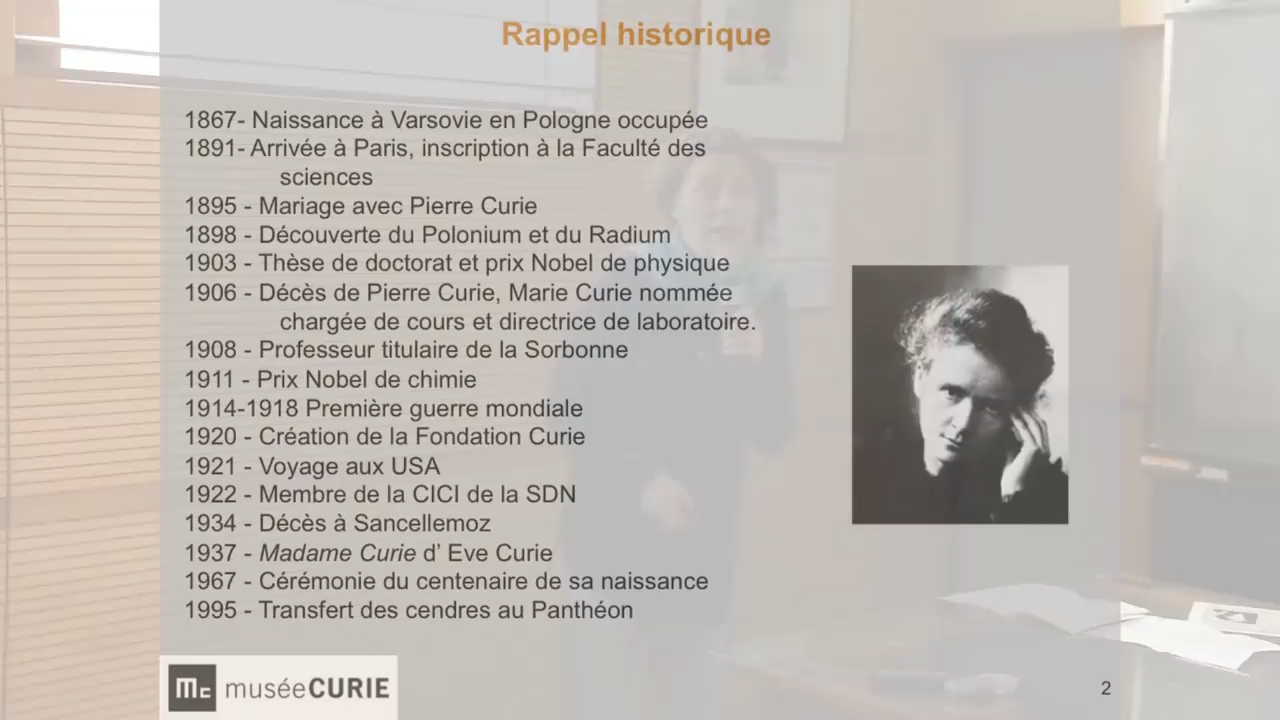 Rappel historique
1867- Naissance à Varsovie en Pologne occupée
1891- Arrivée à Paris, inscription à la Faculté des
sciences
1895 - Mariage avec Pierre Curie
1898 - Découverte du Polonium et du Radium
1903 - Thèse de doctorat et prix Nobel de physique
1906 - Décès de Pierre Curie, Marie Curie nommée
chargée de cours et directrice de laboratoire.
1908 - Professeur titulaire de la Sorbonne
1911 - Prix Nobel de chimie
1914-1918 Première guerre mondiale
1920 - Création de la Fondation Curie
1921 - Voyage aux USA
1922 - Membre de la CICI de la SDN
1934 - Décès à Sancellemoz
1937 - Madame Curie d’ Eve Curie
1967 - Cérémonie du centenaire de sa naissance
1995 - Transfert des cendres au Panthéon
Mc muséeCURIE
2